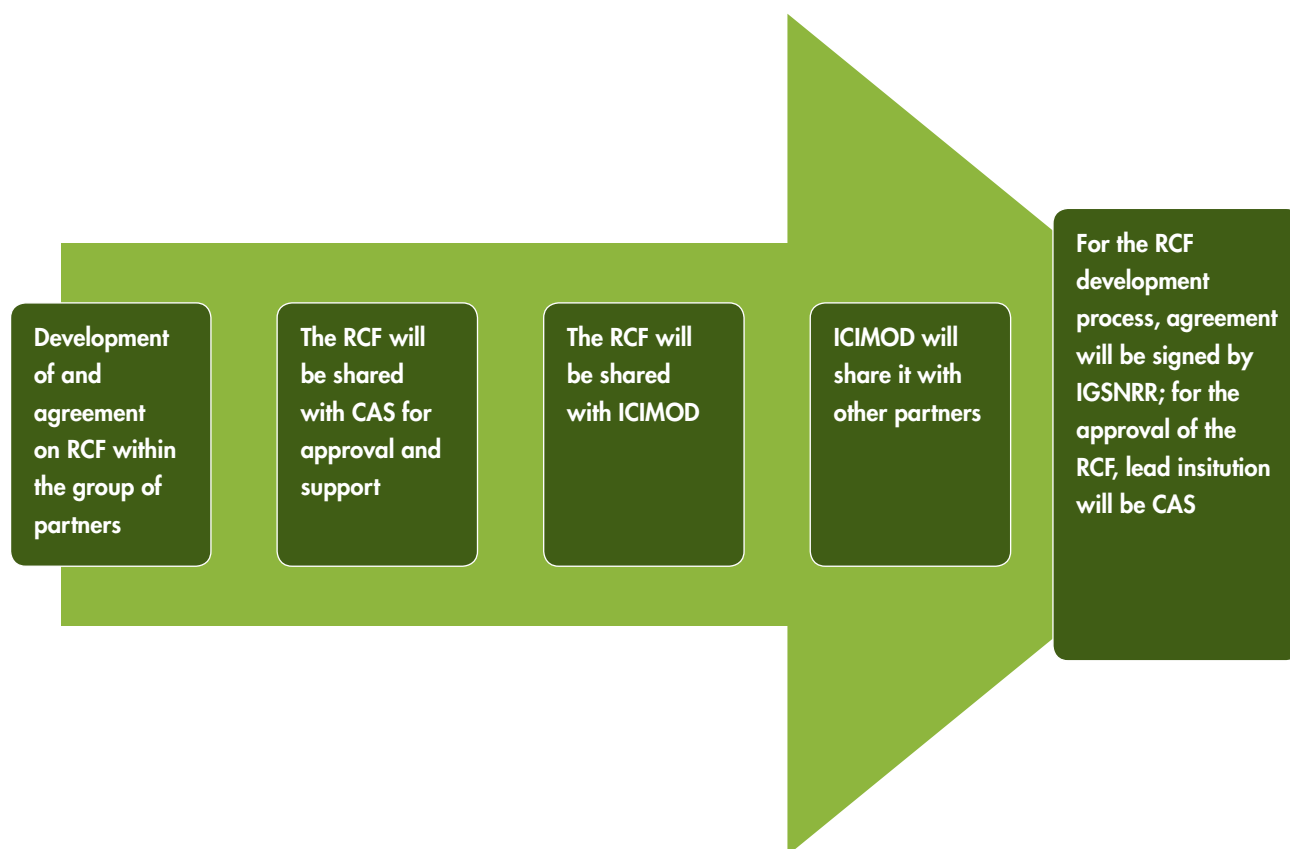 Development
of and
agreement
on RCF within
the group of
partners
The RCF will
be shared
with CAS for
approval and
support
The RCF will
be shared
with ICIMOD
ICIMOD will
share it with
other partners
For the RCF
development
process, agreement
will be signed by
IGSNRR; for the
approval of the
RCF, lead insitution
will be CAS